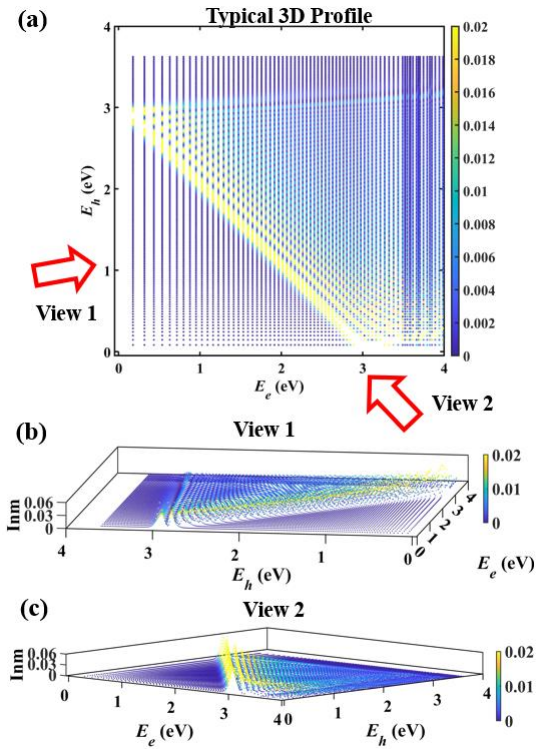 (a)
Typical 3D Profile
4
3
2
1
0
E_h (eV)
0 1 2 3 4
E_e (eV)
0.02
0.018
0.016
0.014
0.012
0.01
0.008
0.006
0.004
0.002
0
View 1
View 2
(b)
View 1
Inm
0.06
0.03
0
4 3 2 1 0
E_h (eV)
0 1 2 3 4
E_e (eV)
0.02
0.01
0
(c)
View 2
Inm
0.06
0.03
0
0 1 2 3 4
E_e (eV)
0 1 2 3 4
E_h (eV)
0.02
0.01
0